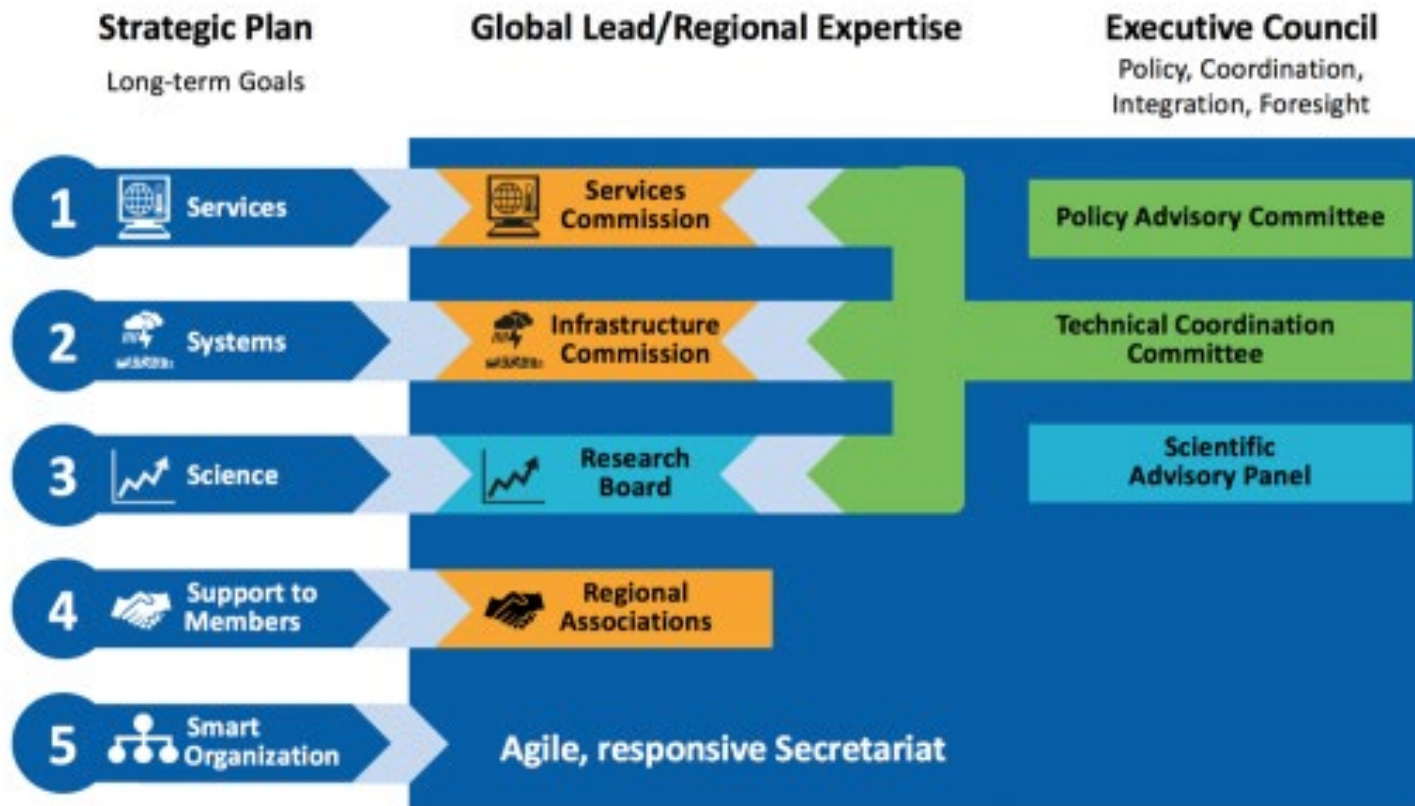 Strategic Plan
Long-term Goals
Global Lead/Regional Expertise
Executive Council
Policy, Coordination,
Integration, Foresight
1
Services
Services
Commission
Policy Advisory Committee
2
Systems
Infrastructure
Commission
Technical Coordination
Committee
3
Science
Research
Board
Scientific
Advisory Panel
4
Support to
Members
Regional
Associations
5
Smart
Organization
Agile, responsive Secretariat